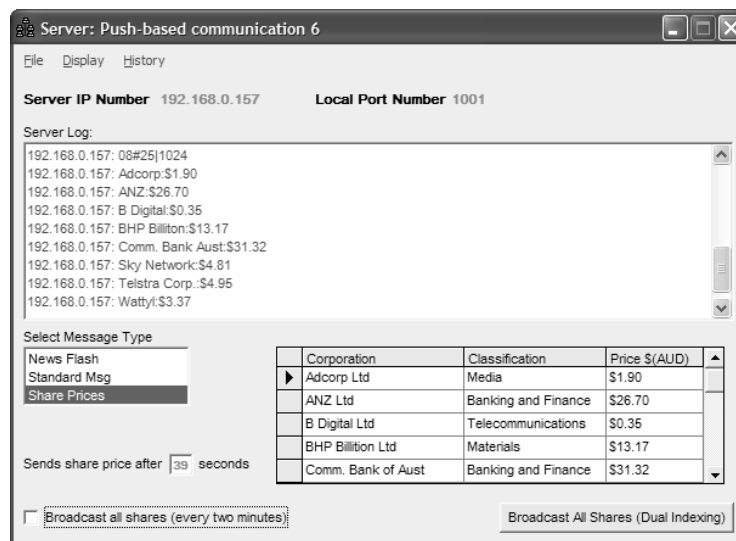 Server: Push-based communication 6
File Display History
Server IP Number 192.168.0.157 Local Port Number 1001
Server Log:
192.168.0.157: 08#25|1024
192.168.0.157: Adcorp:$1.90
192.168.0.157: ANZ:$26.70
192.168.0.157: B Digital:$0.35
192.168.0.157: BHP Billiton:$13.17
192.168.0.157: Comm. Bank Aust:$31.32
192.168.0.157: Sky Network:$4.81
192.168.0.157: Telstra Corp.:$4.95
192.168.0.157: Wattyl:$3.37
Select Message Type
News Flash
Standard Msg
Share Prices
Corporation Classification Price $(AUD)
Adcorp Ltd Media $1.90
ANZ Ltd Banking and Finance $26.70
B Digital Ltd Telecommunications $0.35
BHP Billition Ltd Materials $13.17
Comm. Bank of Aust Banking and Finance $31.32
Sends share price after 39 seconds
Broadcast all shares (every two minutes)
Broadcast All Shares (Dual Indexing)